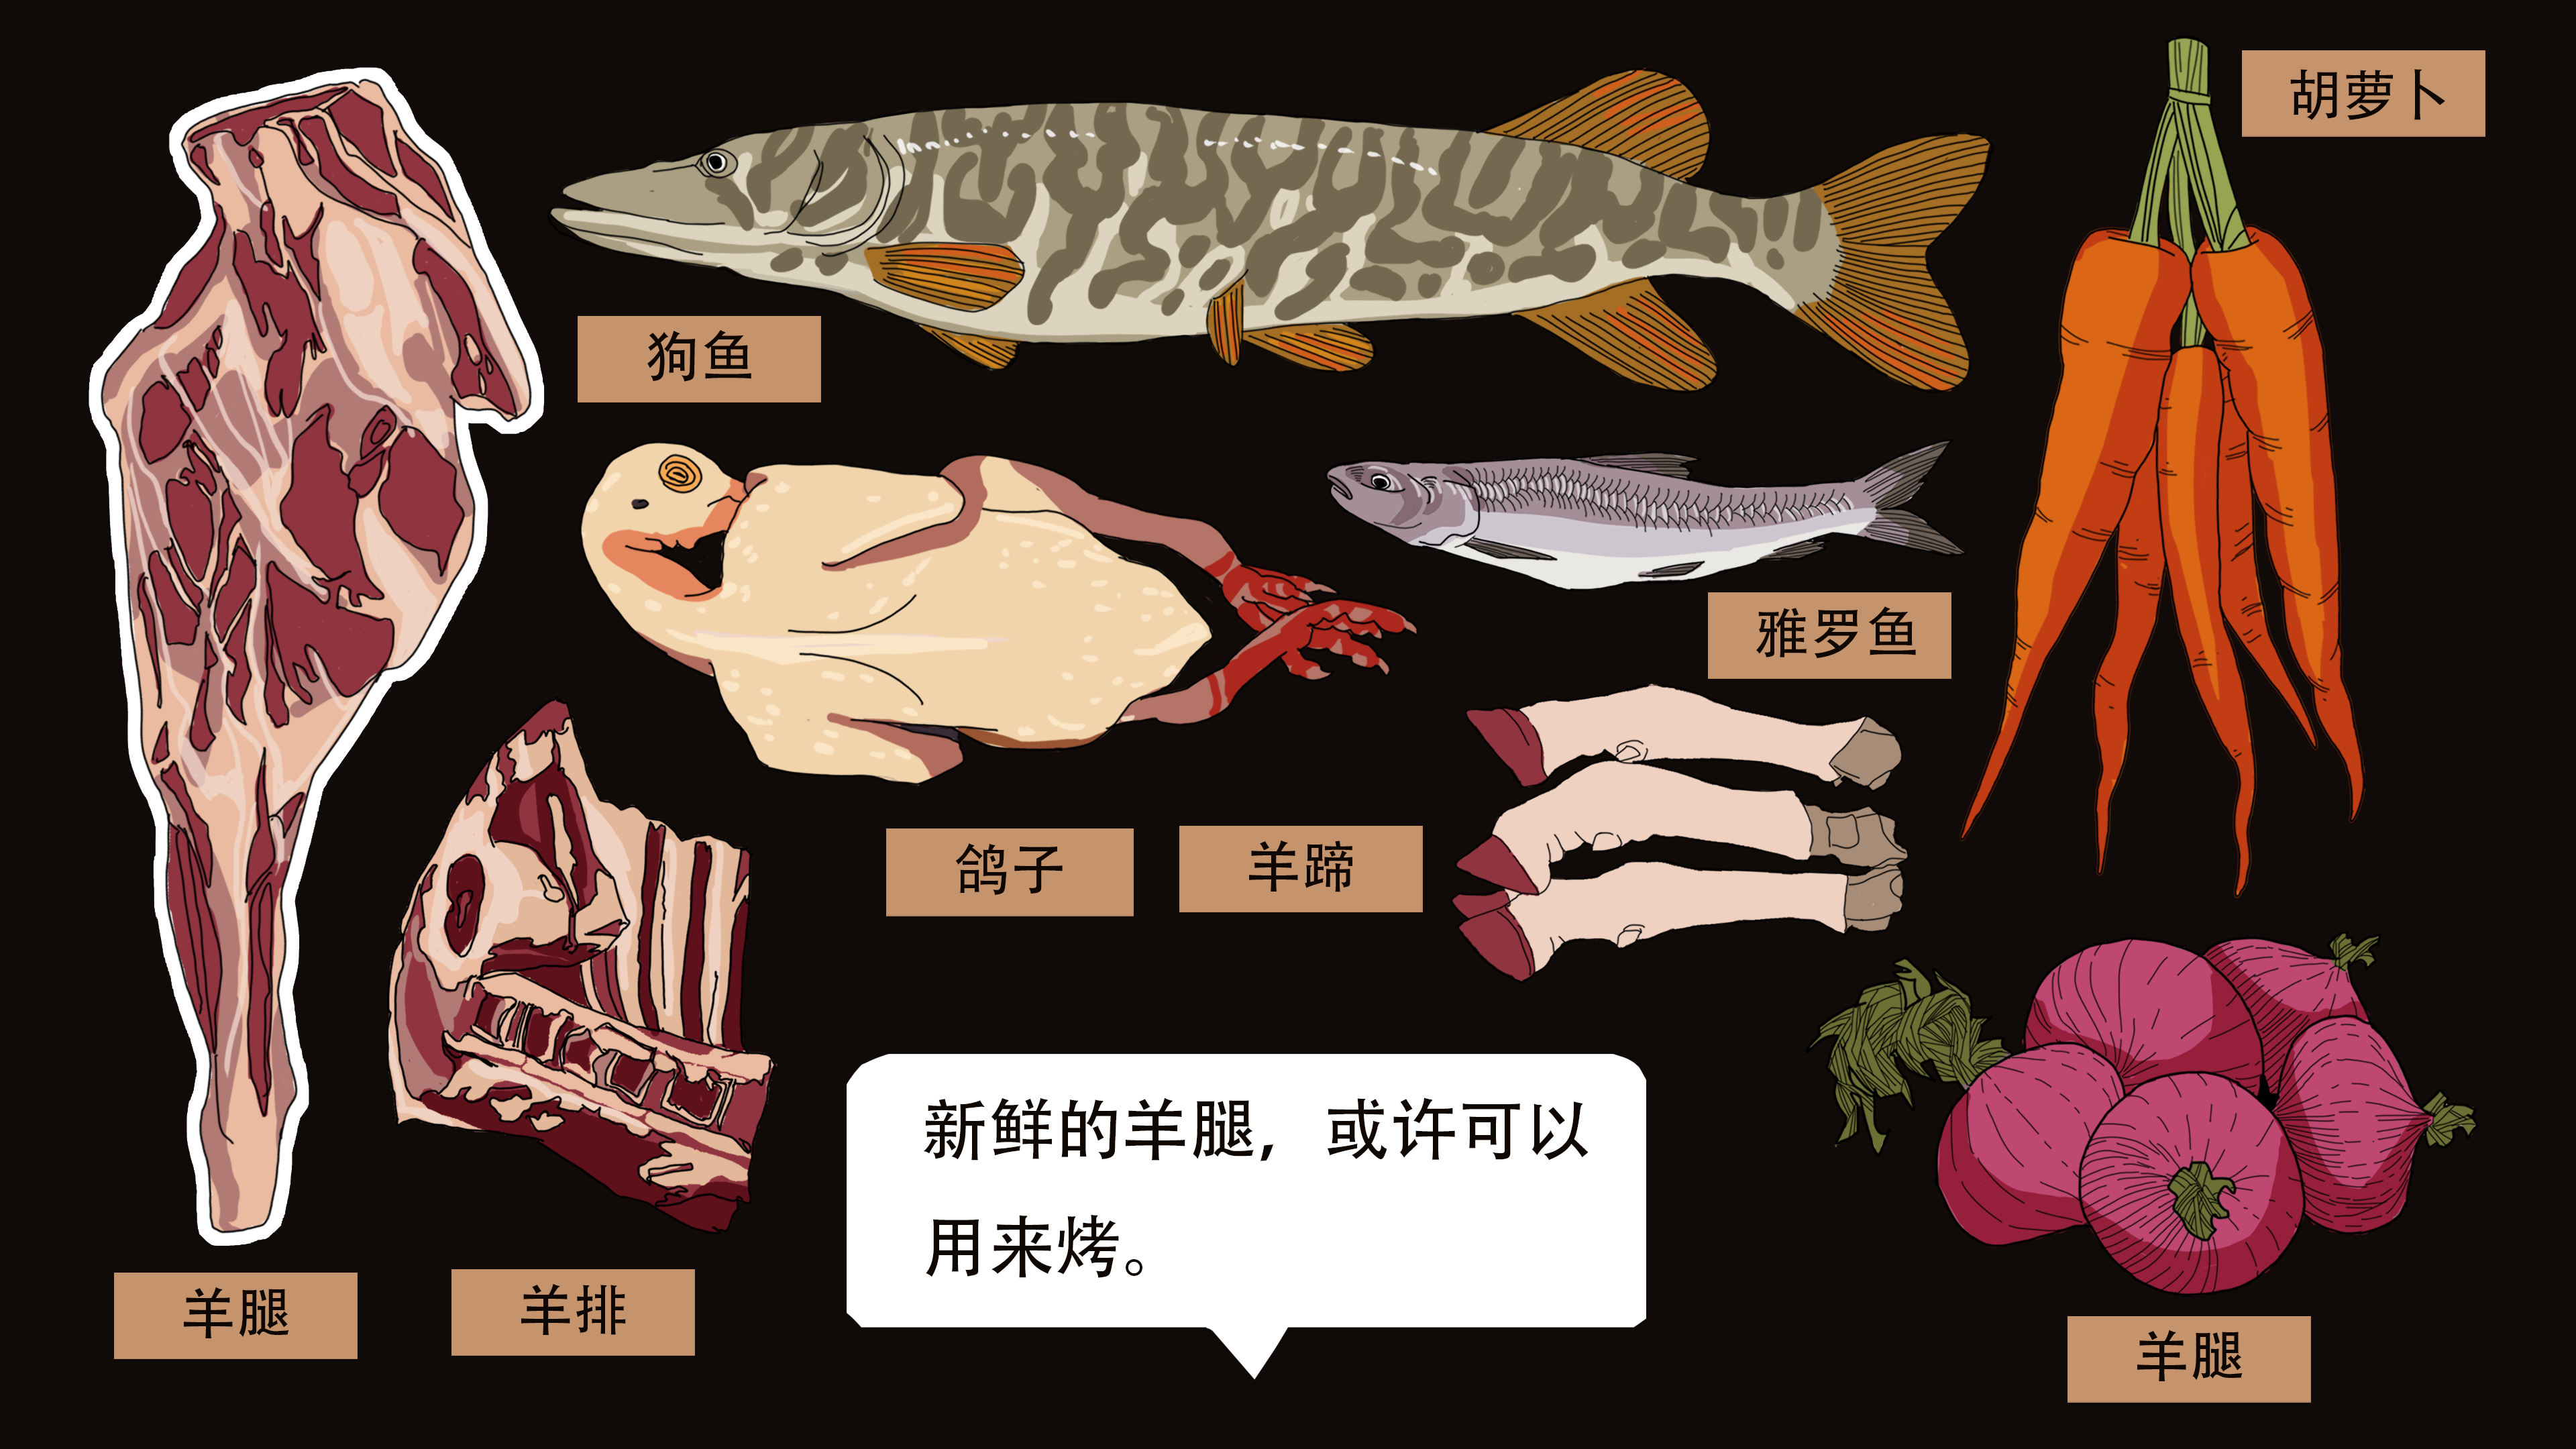 胡萝卜
狗鱼
雅罗鱼
鸽子
羊蹄
新鲜的羊腿，或许可以
用来烤。
羊腿
羊排
羊腿